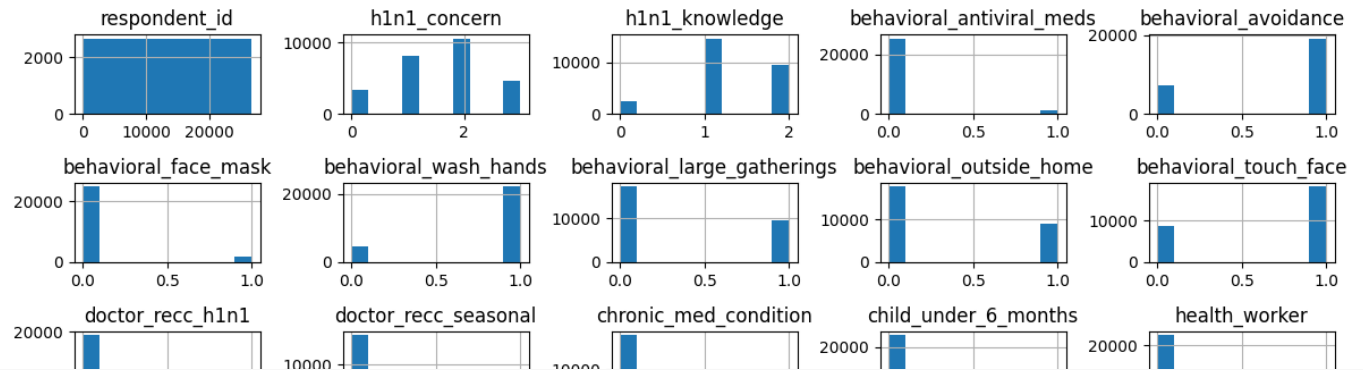 respondent_id h1n1_concern h1n1_knowledge behavioral_antiviral_meds behavioral_avoidance
2000 0 0 10000 20000
10000 0 0 2
10000 0 0 1 2
20000 0 0.0 0.5 1.0
20000 10000 0 0.0 0.5 1.0
behavioral_face_mask behavioral_wash_hands behavioral_large_gatherings behavioral_outside_home behavioral_touch_face
20000 0 0.0 0.5 1.0
20000 0 0.0 0.5 1.0
10000 0 0.0 0.5 1.0
10000 0 0.0 0.5 1.0
10000 0 0.0 0.5 1.0
doctor_recc_h1n1 doctor_recc_seasonal chronic_med_condition child_under_6_months health_worker
20000
10000
10000
20000
20000